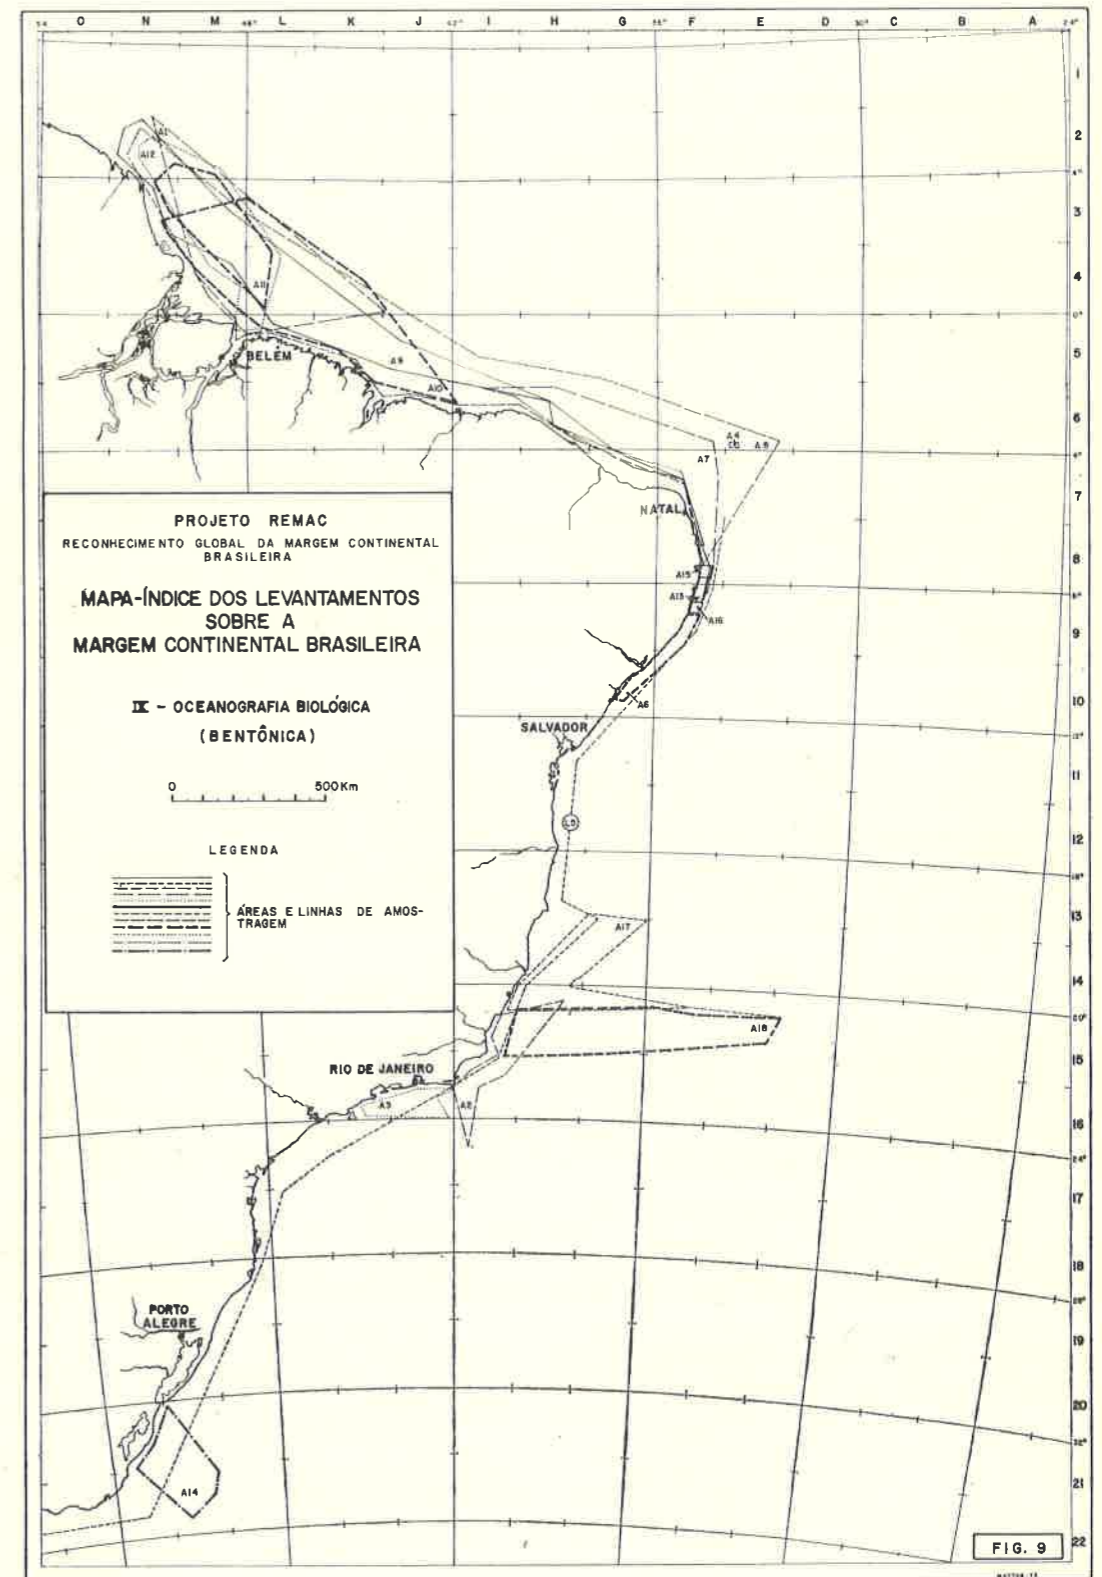 O N M 48° L K J 42° I H G F E D C B A
1
2
3
4
5
6
7
8
9
10
11
12
13
14
15
16
17
18
19
20
21
22
A1
A12
A11
BELÉM
A9
A10
A4
A7
NATAL
A15
A13
A16
A6
SALVADOR
A17
A18
RIO DE JANEIRO
A3
A2
PORTO
ALEGRE
A14
PROJETO REMAC
RECONHECIMENTO GLOBAL DA MARGEM CONTINENTAL
BRASILEIRA
MAPA-ÍNDICE DOS LEVANTAMENTOS
SOBRE A
MARGEM CONTINENTAL BRASILEIRA
IX - OCEANOGRAFIA BIOLÓGICA
(BENTÔNICA)
0 500Km
LEGENDA
ÁREAS E LINHAS DE AMOS-
TRAGEM
FIG. 9